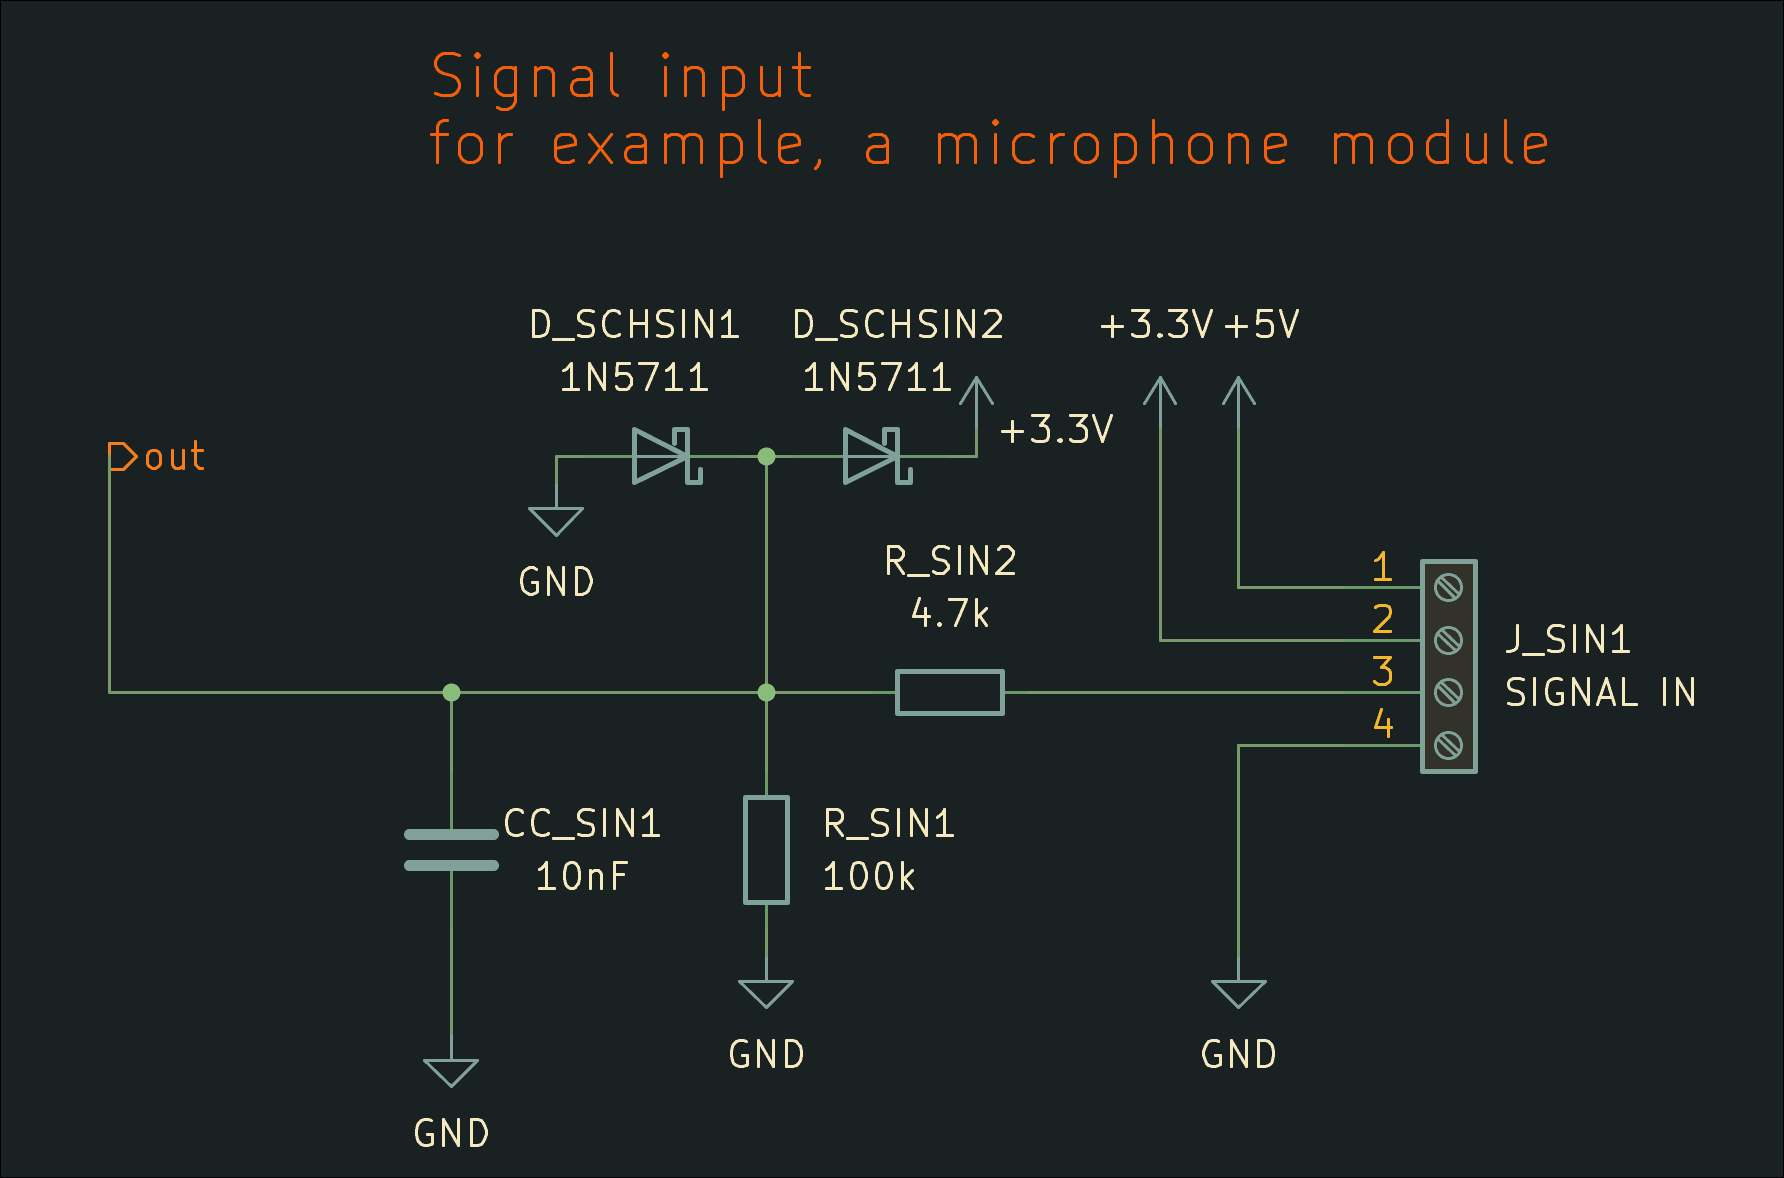 Signal input
for example, a microphone module
D_SCHSIN1
1N5711
D_SCHSIN2
1N5711
+3.3V
+5V
+3.3V
out
GND
R_SIN2
4.7k
1
2
3
4
J_SIN1
SIGNAL IN
CC_SIN1
10nF
R_SIN1
100k
GND
GND
GND